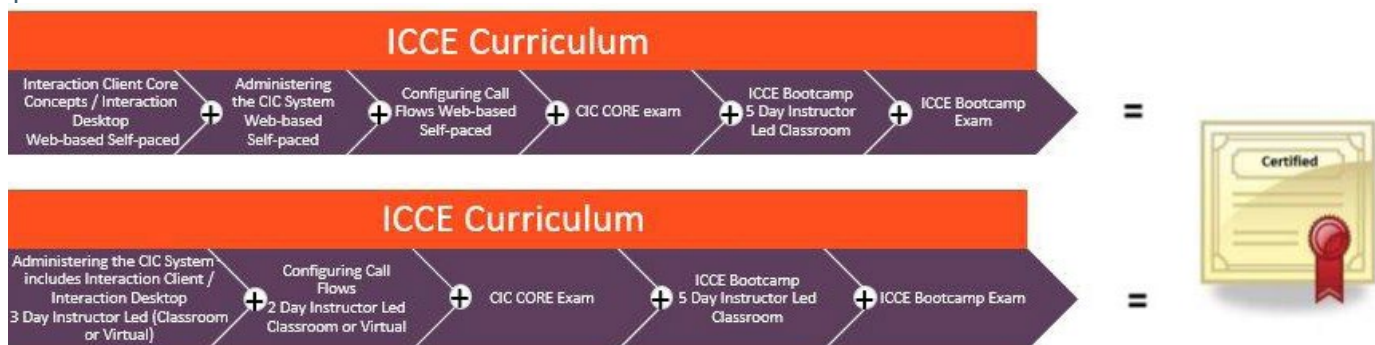 ICCE Curriculum
Interaction Client Core
Concepts / Interaction
Desktop
Web-based Self-paced
+
Administering
the CIC System
Web-based
Self-paced
+
Configuring Call
Flows Web-based
Self-paced
+
CIC CORE exam
+
ICCE Bootcamp
5 Day Instructor
Led Classroom
+
ICCE Bootcamp
Exam
=
Certified
ICCE Curriculum
Administering the CIC System -
includes Interaction Client /
Interaction Desktop
3 Day Instructor Led (Classroom
or Virtual)
+
Configuring Call
Flows
2 Day Instructor Led
Classroom or Virtual
+
CIC CORE Exam
+
ICCE Bootcamp
5 Day Instructor Led
Classroom
+
ICCE Bootcamp Exam
=